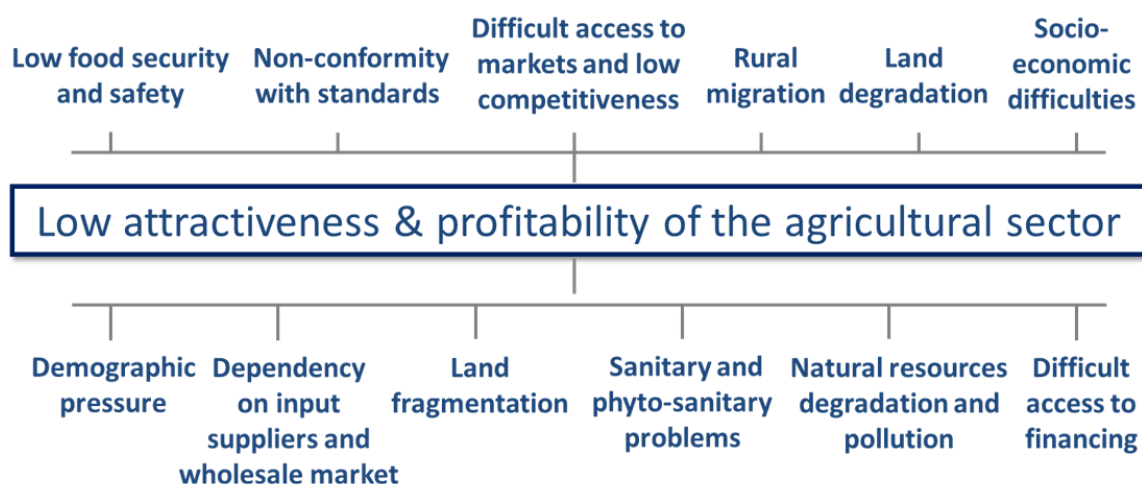 Low food security
and safety
Non-conformity
with standards
Difficult access to
markets and low
competitiveness
Rural
migration
Land
degradation
Socio-
economic
difficulties
Low attractiveness & profitability of the agricultural sector
Demographic
pressure
Dependency
on input
suppliers and
wholesale market
Land
fragmentation
Sanitary and
phyto-sanitary
problems
Natural resources
degradation and
pollution
Difficult
access to
financing